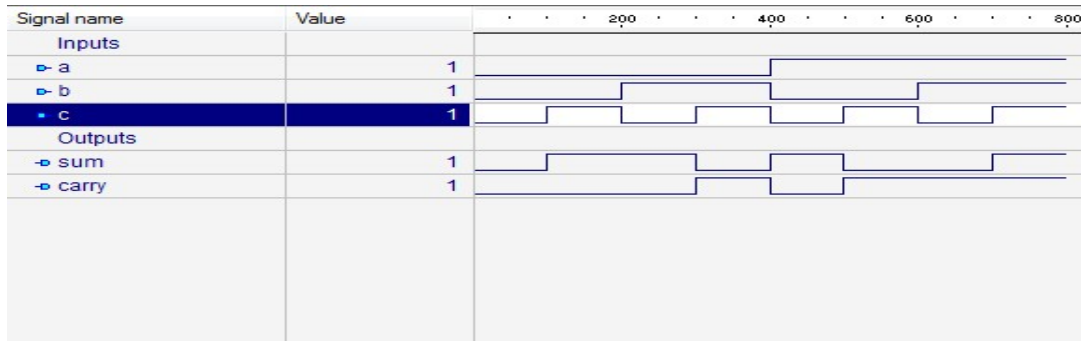 Signal name Value 200 400 600 800
Inputs
a 1
b 1
c 1
Outputs
sum 1
carry 1